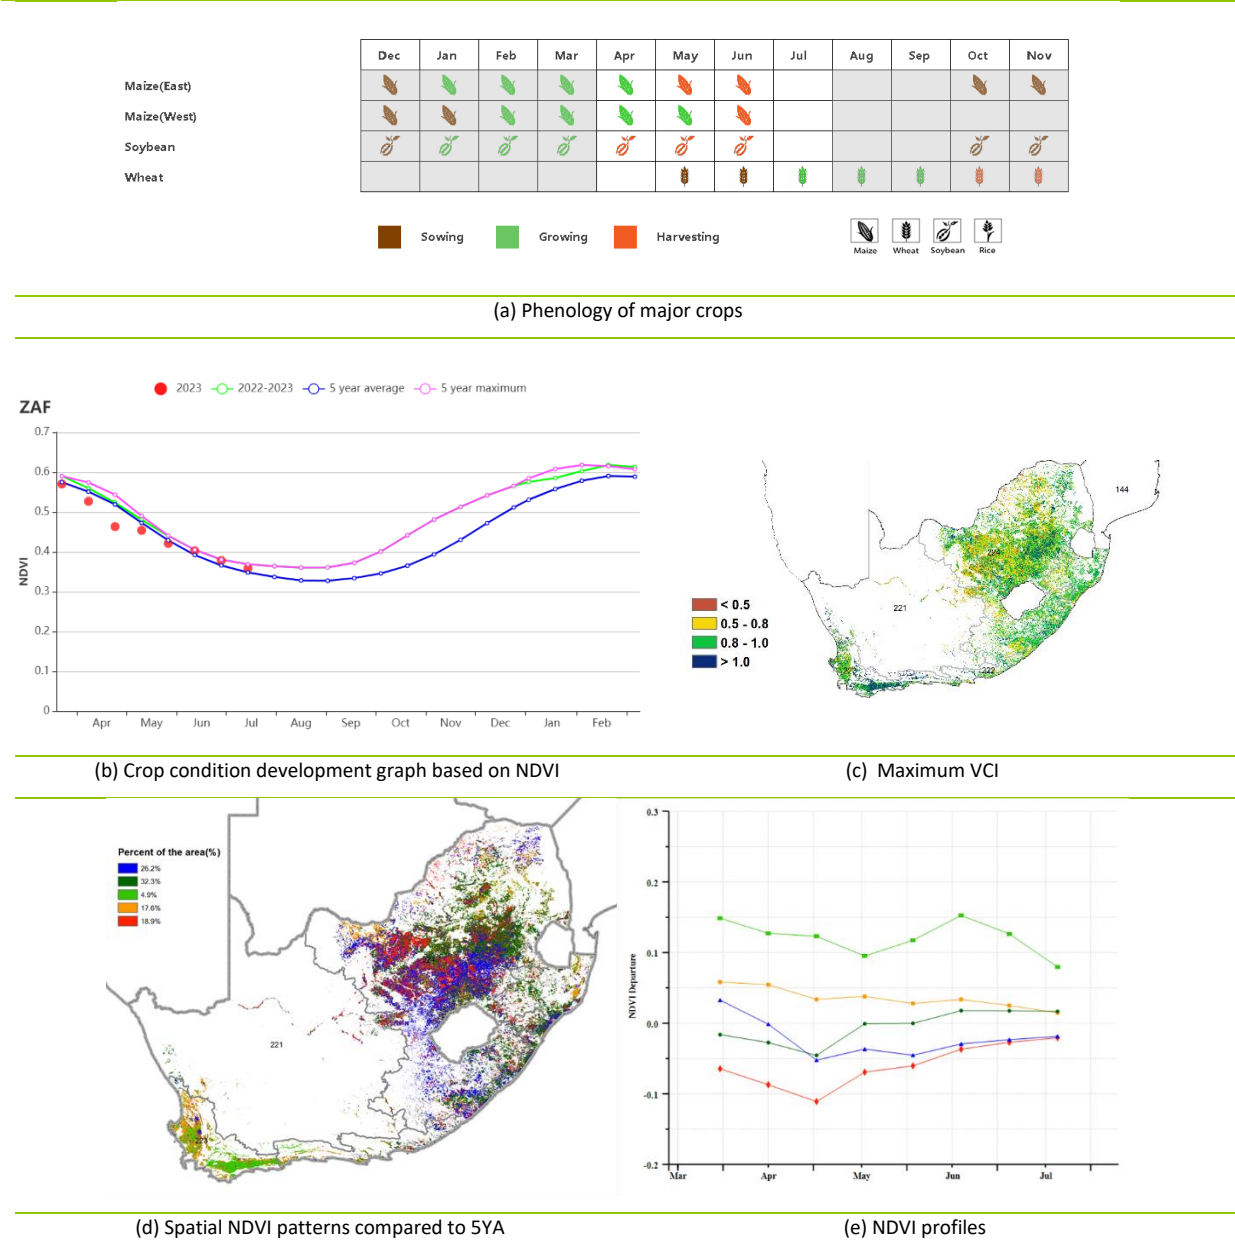 Dec Jan Feb Mar Apr May Jun Jul Aug Sep Oct Nov
Maize(East)
Maize(West)
Soybean
Wheat
Sowing Growing Harvesting
Maize Wheat Soybean Rice
(a) Phenology of major crops
2023 2022-2023 5 year average 5 year maximum
ZAF
0.7
0.6
0.5
0.4
0.3
0.2
0.1
0
NDVI
Apr May Jun Jul Aug Sep Oct Nov Dec Jan Feb
144
224
221
222
< 0.5
0.5 - 0.8
0.8 - 1.0
> 1.0
(b) Crop condition development graph based on NDVI
(c) Maximum VCI
Percent of the area(%)
26.2%
32.3%
4.9%
17.6%
18.9%
221
223
0.3
0.2
0.1
0.0
-0.1
-0.2
NDVI Departure
Mar Apr May Jun Jul
(d) Spatial NDVI patterns compared to 5YA
(e) NDVI profiles